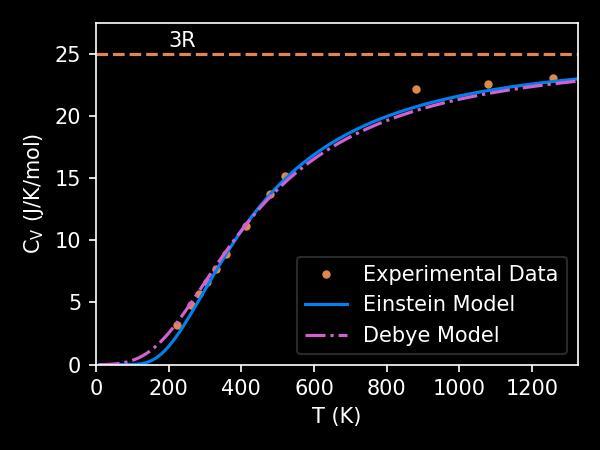 3R
25
20
15
10
5
0
C_V (J/K/mol)
Experimental Data
Einstein Model
Debye Model
0 200 400 600 800 1000 1200
T (K)